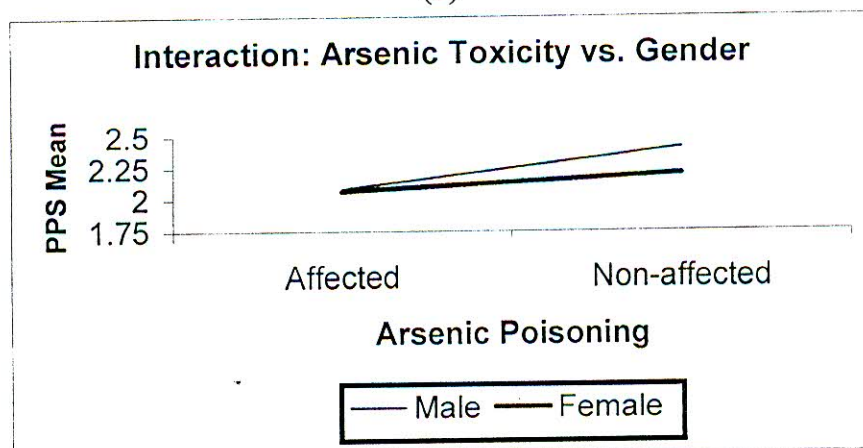 Interaction: Arsenic Toxicity vs. Gender
PPS Mean
2.5
2.25
2
1.75
Affected Non-affected
Arsenic Poisoning
Male Female